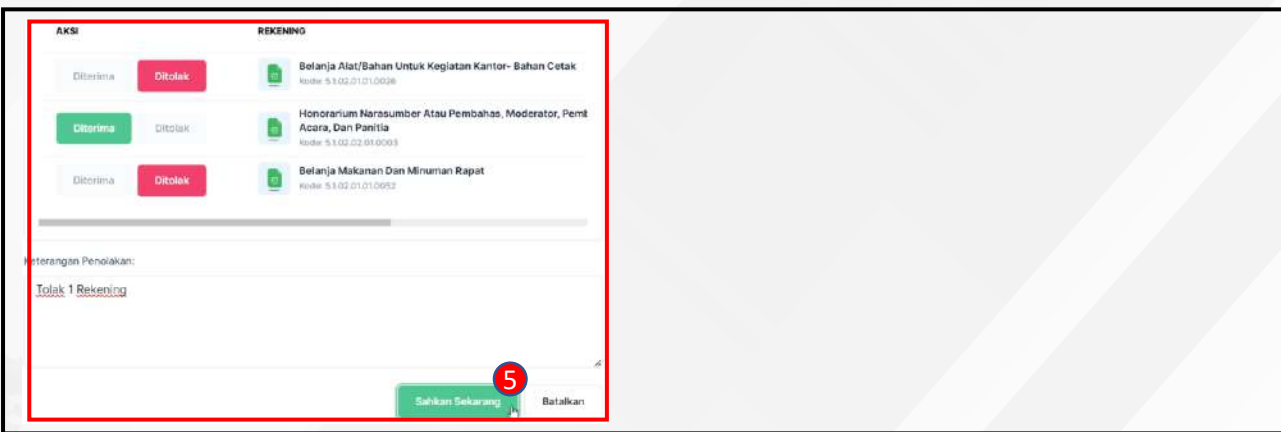 AKSI REKENING
Diterima Ditolak Belanja Alat/Bahan Untuk Kegiatan Kantor- Bahan Cetak
Kode: 5.1.02.01.01.0026
Diterima Ditolak Honorarium Narasumber Atau Pembahas, Moderator, Pemb
Acara, Dan Panitia
Kode: 5.1.02.02.01.0003
Diterima Ditolak Belanja Makanan Dan Minuman Rapat
Kode: 5.1.02.01.01.0052
Keterangan Penolakan:
Tolak 1 Rekening
5
Sahkan Sekarang Batalkan